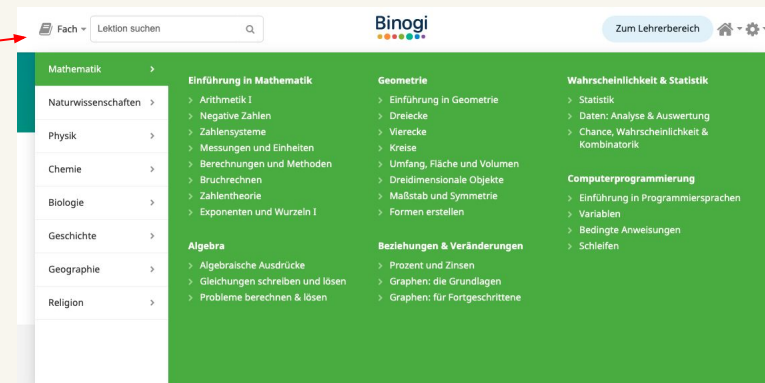 Fach
Lektion suchen
Binogi
Zum Lehrerbereich
Mathematik
Naturwissenschaften
Physik
Chemie
Biologie
Geschichte
Geographie
Religion
Einführung in Mathematik
Arithmetik I
Negative Zahlen
Zahlensysteme
Messungen und Einheiten
Berechnungen und Methoden
Bruchrechnen
Zahlentheorie
Exponenten und Wurzeln I
Algebra
Algebraische Ausdrücke
Gleichungen schreiben und lösen
Probleme berechnen & lösen
Geometrie
Einführung in Geometrie
Dreiecke
Vierecke
Kreise
Umfang, Fläche und Volumen
Dreidimensionale Objekte
Maßstab und Symmetrie
Formen erstellen
Beziehungen & Veränderungen
Prozent und Zinsen
Graphen: die Grundlagen
Graphen: für Fortgeschrittene
Wahrscheinlichkeit & Statistik
Statistik
Daten: Analyse & Auswertung
Chance, Wahrscheinlichkeit &
Kombinatorik
Computerprogrammierung
Einführung in Programmiersprachen
Variablen
Bedingte Anweisungen
Schleifen